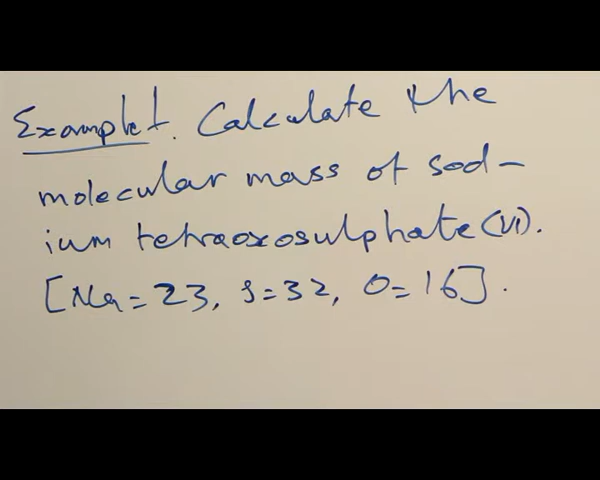 Example 1. Calculate the
molecular mass of sod-
ium tetraoxosulphate (VI).
[Na = 23, S = 32, O = 16].